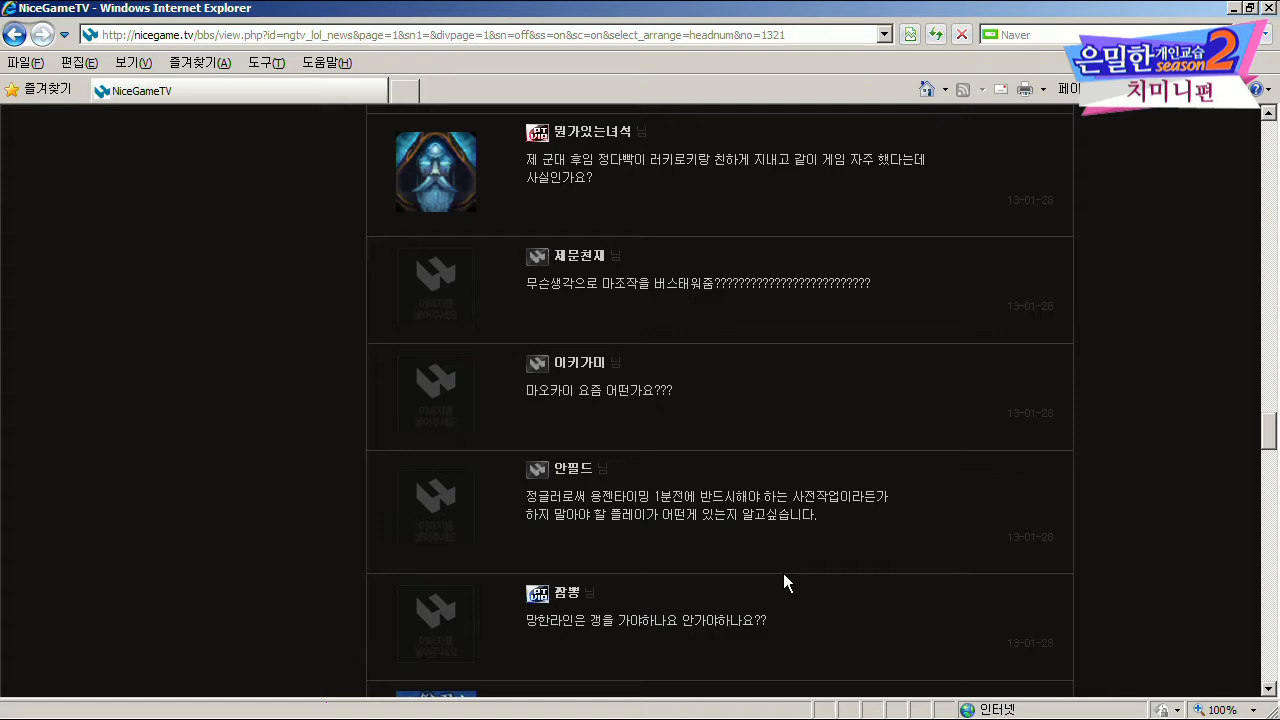 NiceGameTV - Windows Internet Explorer
http://nicegame.tv/bbs/view.php?id=ngtv_lol_news&page=1&sn1=&divpage=1&sn=off&ss=on&sc=on&select_arrange=headnum&no=1321
Naver
파일(F) 편집(E) 보기(V) 즐겨찾기(A) 도구(T) 도움말(H)
은밀한 개인교습 season 2
치미니편
즐겨찾기
NiceGameTV
뭔가있는녀석 님
제 군대 후임 정다빡이 러키로키랑 친하게 지내고 같이 게임 자주 했다는데
사실인가요?
13-01-28
제문천재 님
무슨생각으로 마조작을 버스태워줌??????????????????????????
13-01-28
이키가미 님
마오카이 요즘 어떤가요???
13-01-28
안필드 님
정글러로써 용젠타이밍 1분전에 반드시해야 하는 사전작업이라든가
하지 말아야 할 플레이가 어떤게 있는지 알고싶습니다.
13-01-28
짬뽕 님
망한라인은 갱을 가야하나요 안가야하나요??
13-01-28
인터넷
100%